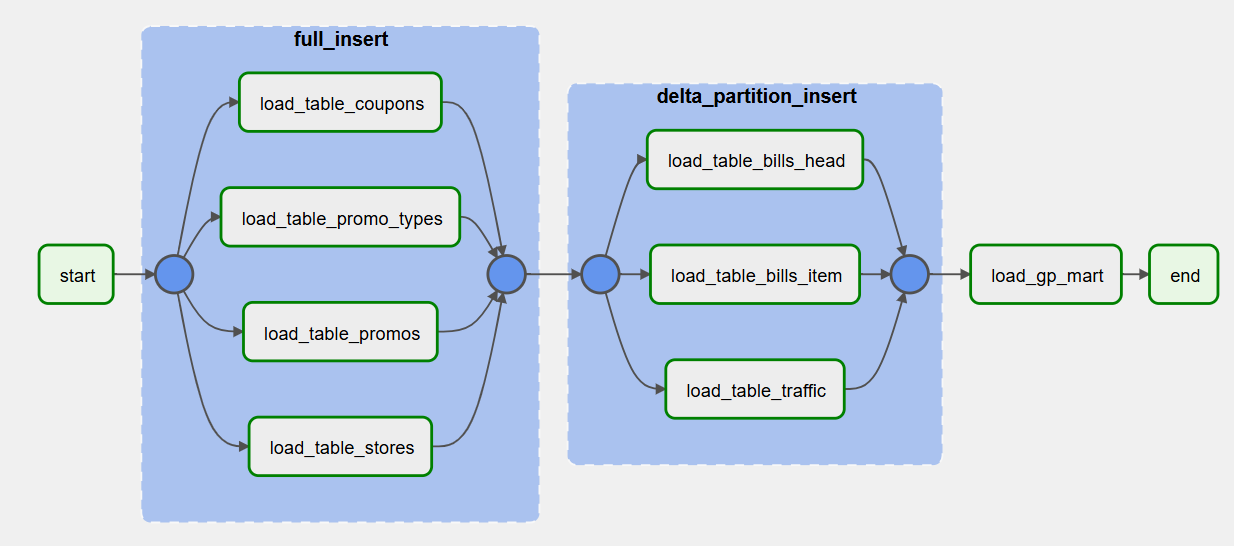 full_insert
load_table_coupons
load_table_promo_types
load_table_promos
load_table_stores
start
delta_partition_insert
load_table_bills_head
load_table_bills_item
load_table_traffic
load_gp_mart
end